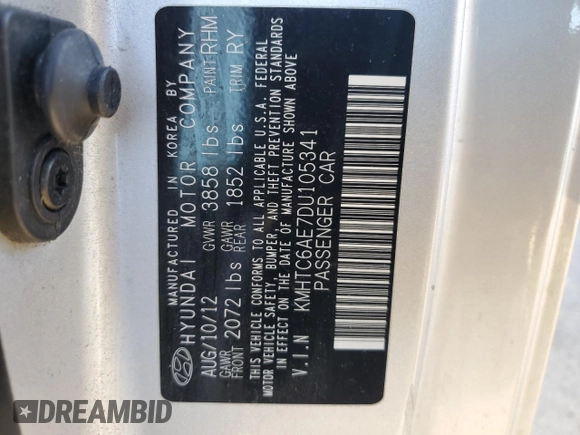 MANUFACTURED IN KOREA BY
HYUNDAI MOTOR COMPANY
AUG/10/12 GVWR 3858 lbs PAINT RHM
GAWR FRONT 2072 lbs GAWR REAR 1852 lbs TRIM RY
THIS VEHICLE CONFORMS TO ALL APPLICABLE U.S.A. FEDERAL
MOTOR VEHICLE SAFETY, BUMPER, AND THEFT PREVENTION STANDARDS
IN EFFECT ON THE DATE OF MANUFACTURE SHOWN ABOVE
V.I.N KMHTC6AE7DU105341
PASSENGER CAR
DREAMBID